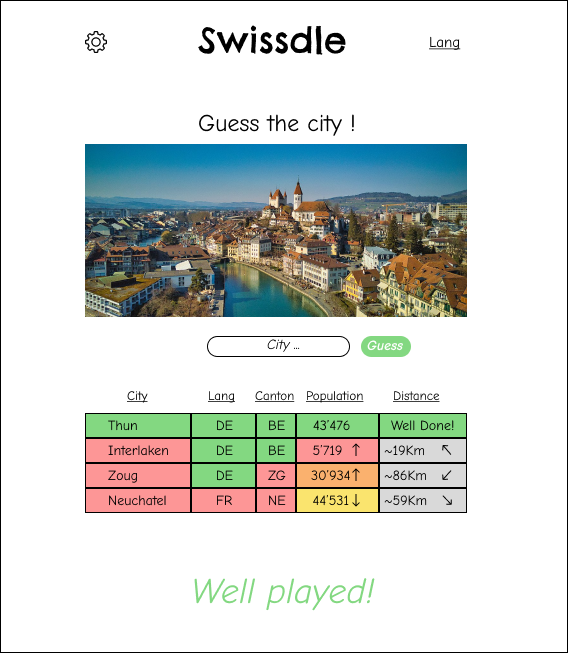 Swissdle
Lang
Guess the city !
City ...
Guess
City Lang Canton Population Distance
Thun DE BE 43'476 Well Done!
Interlaken DE BE 5'719 ↑ ~19Km ↖
Zoug DE ZG 30'934 ↑ ~86Km ↙
Neuchatel FR NE 44'531 ↓ ~59Km ↘
Well played!